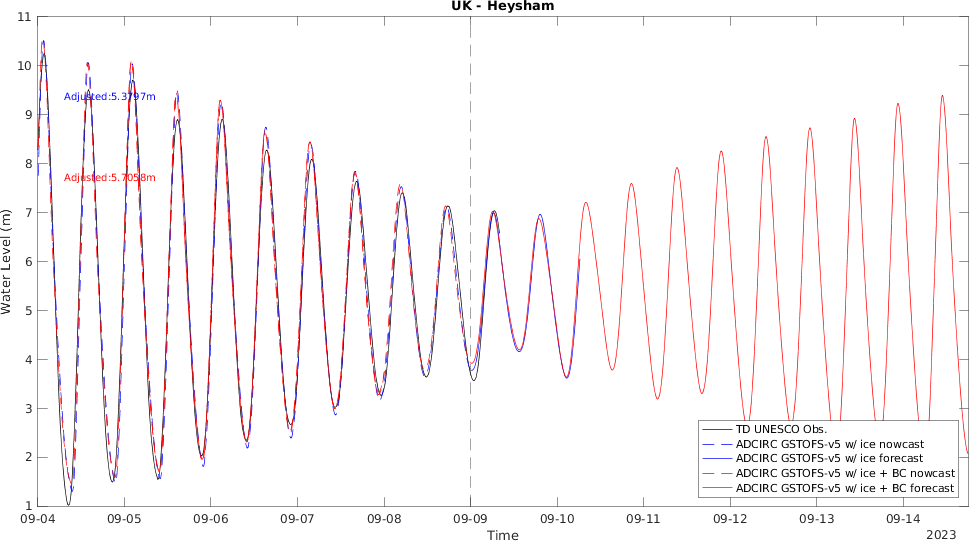 UK - Heysham
11
10
9
8
7
6
5
4
3
2
1
Water Level (m)
Adjusted:5.3797m
Adjusted:5.7058m
TD UNESCO Obs.
ADCIRC GSTOFS-v5 w/ ice nowcast
ADCIRC GSTOFS-v5 w/ ice forecast
ADCIRC GSTOFS-v5 w/ ice + BC nowcast
ADCIRC GSTOFS-v5 w/ ice + BC forecast
09-04 09-05 09-06 09-07 09-08 09-09 09-10 09-11 09-12 09-13 09-14
Time
2023